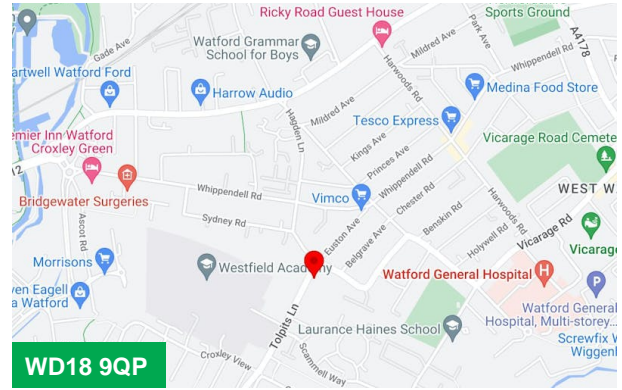 Ricky Road Guest House
Sports Ground
A4178
Park Ave
Gade Ave
Watford Grammar
School for Boys
Mildred Ave
Whippendell Rd
Harwoods Rd
artwell Watford Ford
Harrow Audio
Medina Food Store
Hagden Ln
Mildred Ave
Tesco Express
Kings Ave
Vicarage Road Cemete
emier Inn Watford
Croxley Green
Princes Ave
12
Whippendell Rd
Bridgewater Surgeries
Whippendell Rd
Vimco
Chester Rd
WEST W
Harwoods Rd
Ascot Rd
Sydney Rd
Euston Ave
Benskin Rd
Belgrave Ave
Holywell Rd
Vicarage Rd
Vicarag
Morrisons
Westfield Academy
Watford General Hospital
ven Eagell
a Watford
Tolpits Ln
Watford General
Hospital, Multi-storey...
Laurance Haines School
Screwfix W
Wiggenh
Croxley View
Scammell Way
WD18 9QP